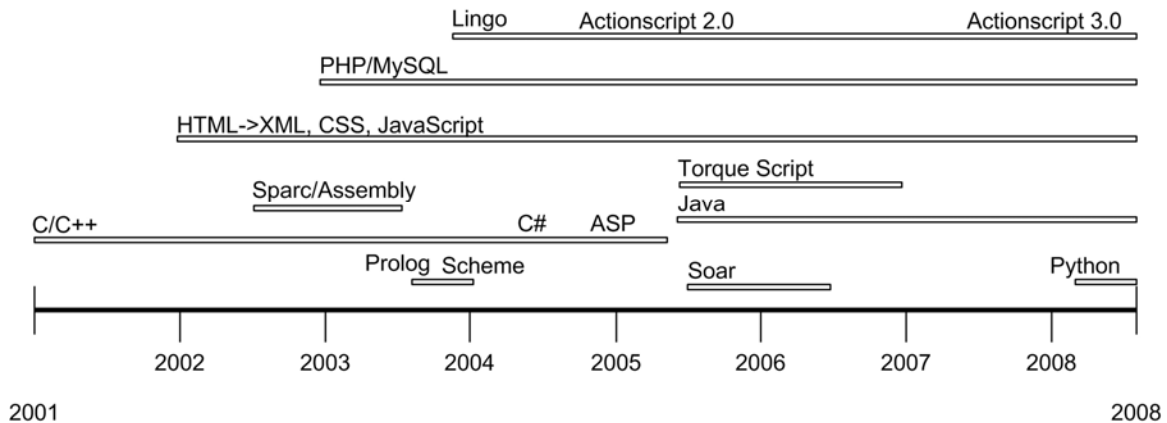 Lingo Actionscript 2.0 Actionscript 3.0
PHP/MySQL
HTML->XML, CSS, JavaScript
Torque Script
Sparc/Assembly
Java
C/C++ C# ASP
Prolog Scheme Soar Python
2002 2003 2004 2005 2006 2007 2008
2001 2008